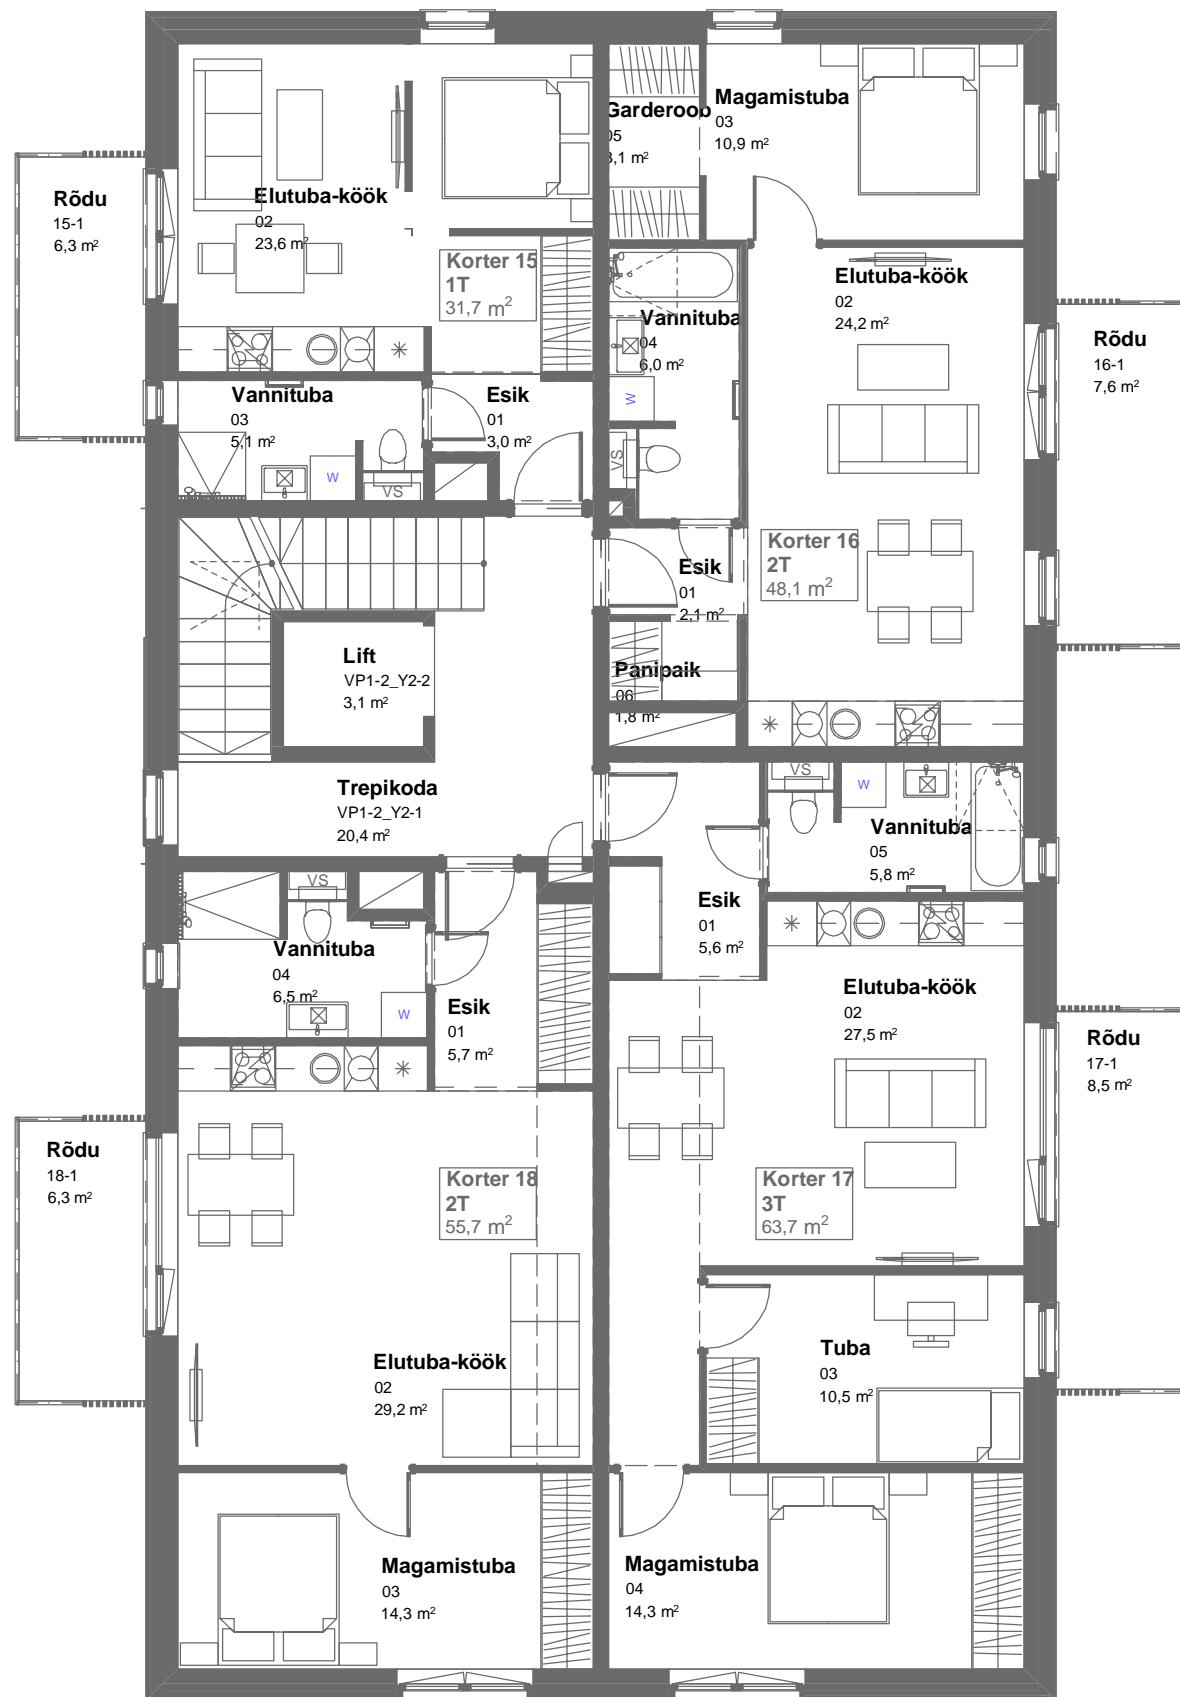 Garderoob
05
3,1 m²
Magamistuba
03
10,9 m²
Rõdu
15-1
6,3 m²
Elutuba-köök
02
23,6 m²
Korter 15
1T
31,7 m²
Elutuba-köök
02
24,2 m²
Vannituba
04
6,0 m²
W
VS
Rõdu
16-1
7,6 m²
Vannituba
03
5,1 m²
W
VS
Esik
01
3,0 m²
Korter 16
2T
48,1 m²
Esik
01
2,1 m²
Lift
VP1-2_Y2-2
3,1 m²
Panipaik
06
1,8 m²
Trepikoda
VP1-2_Y2-1
20,4 m²
VS
W
Vannituba
05
5,8 m²
VS
Vannituba
04
6,5 m²
W
Esik
01
5,7 m²
Esik
01
5,6 m²
Elutuba-köök
02
27,5 m²
Rõdu
17-1
8,5 m²
Rõdu
18-1
6,3 m²
Korter 18
2T
55,7 m²
Korter 17
3T
63,7 m²
Elutuba-köök
02
29,2 m²
Tuba
03
10,5 m²
Magamistuba
03
14,3 m²
Magamistuba
04
14,3 m²